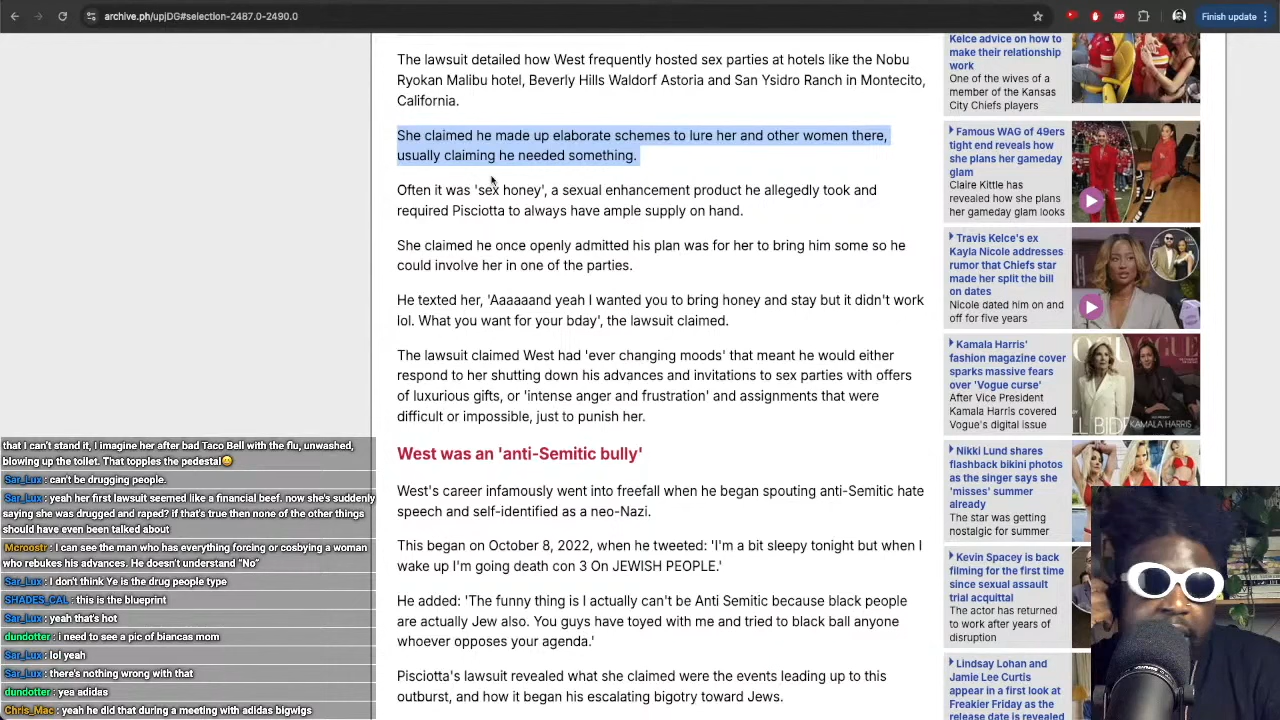 archive.ph/upjDG#selection-2487.0-2490.0
ABP
Finish update
The lawsuit detailed how West frequently hosted sex parties at hotels like the Nobu
Ryokan Malibu hotel, Beverly Hills Waldorf Astoria and San Ysidro Ranch in Montecito,
California.
She claimed he made up elaborate schemes to lure her and other women there,
usually claiming he needed something.
Often it was 'sex honey', a sexual enhancement product he allegedly took and
required Pisciotta to always have ample supply on hand.
She claimed he once openly admitted his plan was for her to bring him some so he
could involve her in one of the parties.
He texted her, 'Aaaaaand yeah I wanted you to bring honey and stay but it didn't work
lol. What you want for your bday', the lawsuit claimed.
The lawsuit claimed West had 'ever changing moods' that meant he would either
respond to her shutting down his advances and invitations to sex parties with offers
of luxurious gifts, or 'intense anger and frustration' and assignments that were
difficult or impossible, just to punish her.
West was an 'anti-Semitic bully'
West's career infamously went into freefall when he began spouting anti-Semitic hate
speech and self-identified as a neo-Nazi.
This began on October 8, 2022, when he tweeted: 'I'm a bit sleepy tonight but when I
wake up I'm going death con 3 On JEWISH PEOPLE.'
He added: 'The funny thing is I actually can't be Anti Semitic because black people
are actually Jew also. You guys have toyed with me and tried to black ball anyone
whoever opposes your agenda.'
Pisciotta's lawsuit revealed what she claimed were the events leading up to this
outburst, and how it began his escalating bigotry toward Jews.
Kelce advice on how to
make their relationship
work
One of the wives of a
member of the Kansas
City Chiefs players
Famous WAG of 49ers
tight end reveals how
she plans her gameday
glam
Claire Kittle has
revealed how she plans
her gameday glam looks
Travis Kelce's ex
Kayla Nicole addresses
rumor that Chiefs star
made her split the bill
on dates
Nicole dated him on and
off for five years
Kamala Harris'
fashion magazine cover
sparks massive fears
over 'Vogue curse'
After Vice President
Kamala Harris covered
Vogue's digital issue
KAMALA HARRIS
Nikki Lund shares
flashback bikini photos
as the singer says she
'misses' summer
already
The star was getting
nostalgic for summer
Kevin Spacey is back
filming for the first time
since sexual assault
trial acquittal
The actor has returned
to work after years of
disruption
Lindsay Lohan and
Jamie Lee Curtis
appear in a first look at
Freakier Friday as the
release date is revealed
that I can't stand it, I imagine her after bad Taco Bell with the flu, unwashed,
blowing up the toilet. That topples the pedestal😅
Sar_Lux : can't be drugging people.
Sar_Lux : yeah her first lawsuit seemed like a financial beef. now she's suddenly
saying she was drugged and raped? if that's true then none of the other things
should have even been talked about
Mcroostr : I can see the man who has everything forcing or cosbying a woman
who rebukes his advances. He doesn't understand "No"
Sar_Lux : I don't think Ye is the drug people type
SHADES_CAL : this is the blueprint
Sar_Lux : yeah that's hot
dundotter : i need to see a pic of biancas mom
Sar_Lux : lol yeah
Sar_Lux : there's nothing wrong with that
dundotter : yea adidas
Chris_Mac : yeah he did that during a meeting with adidas bigwigs